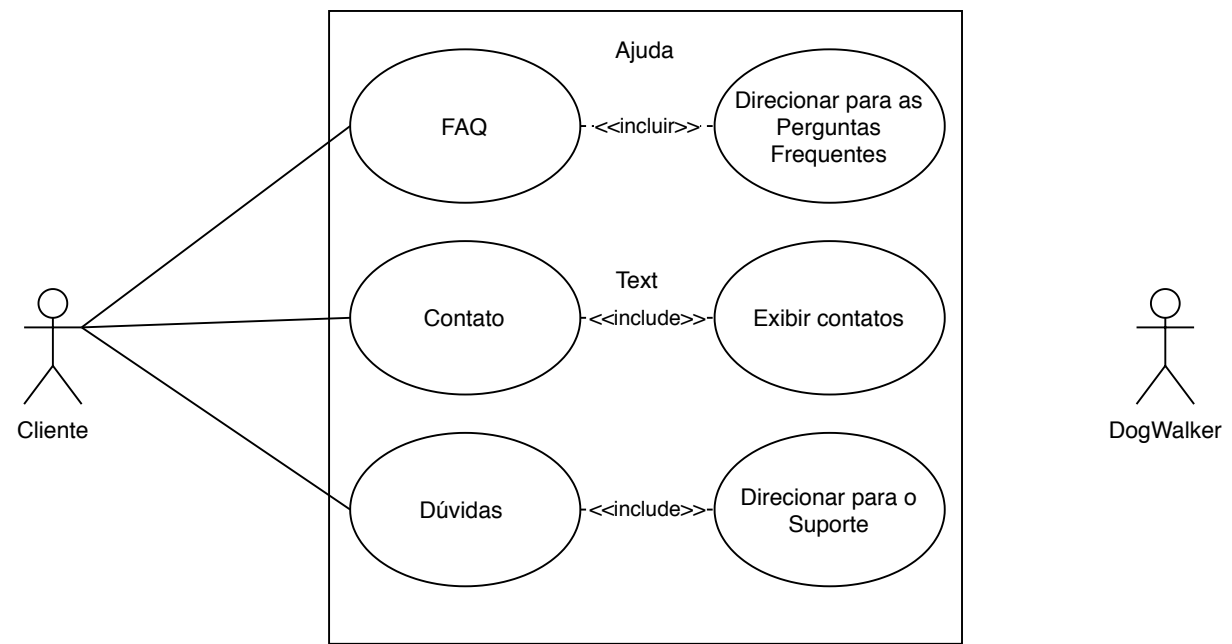 Ajuda
FAQ
<<incluir>>
Direcionar para as
Perguntas
Frequentes
Text
Contato
<<include>>
Exibir contatos
Cliente
DogWalker
Dúvidas
<<include>>
Direcionar para o
Suporte